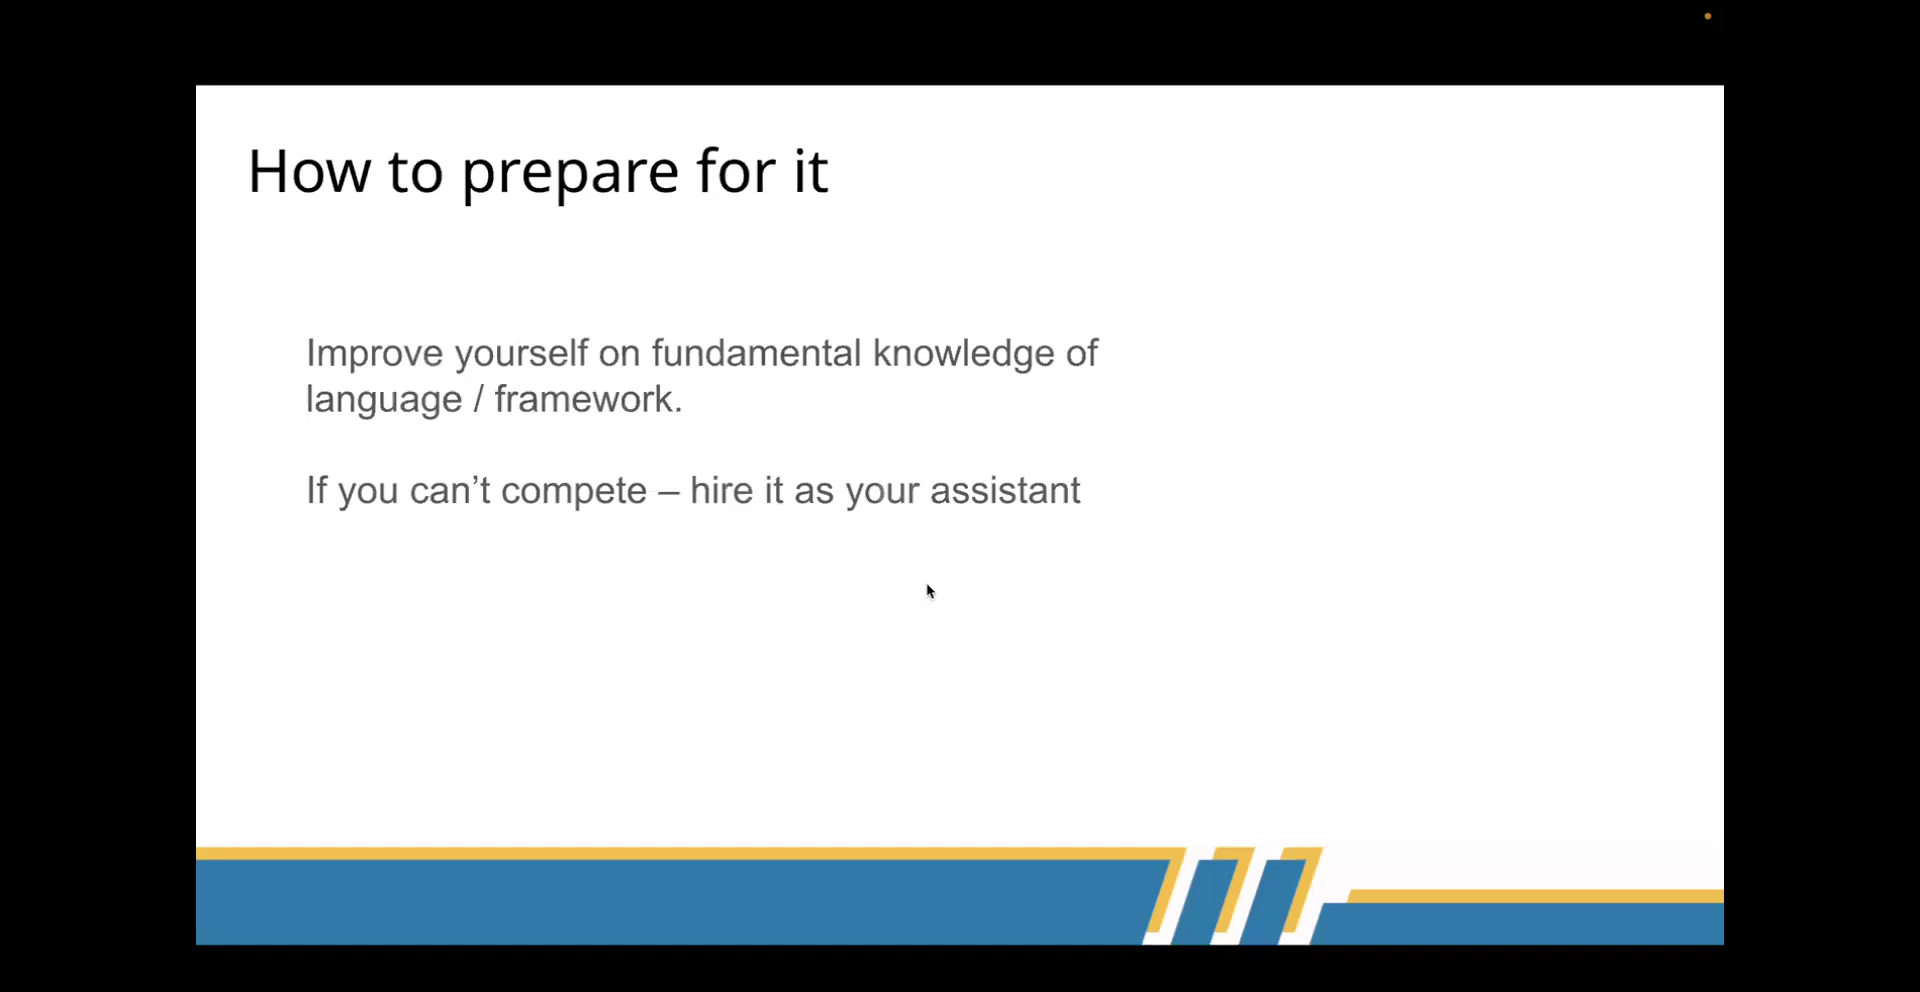 How to prepare for it
Improve yourself on fundamental knowledge of
language / framework.
If you can’t compete – hire it as your assistant